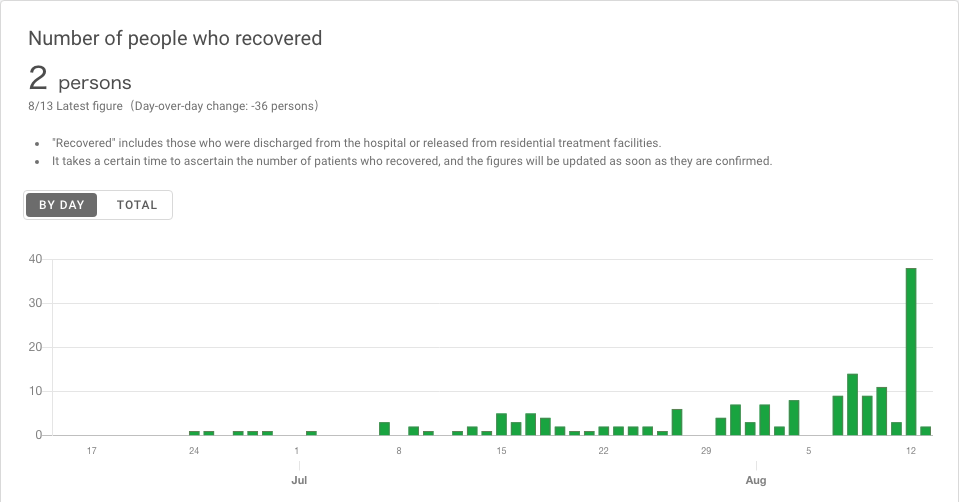 Number of people who recovered
2 persons
8/13 Latest figure（Day-over-day change: -36 persons）
"Recovered" includes those who were discharged from the hospital or released from residential treatment facilities.
It takes a certain time to ascertain the number of patients who recovered, and the figures will be updated as soon as they are confirmed.
BY DAY TOTAL
40
30
20
10
0
17 24 1 8 15 22 29 5 12
Jul Aug